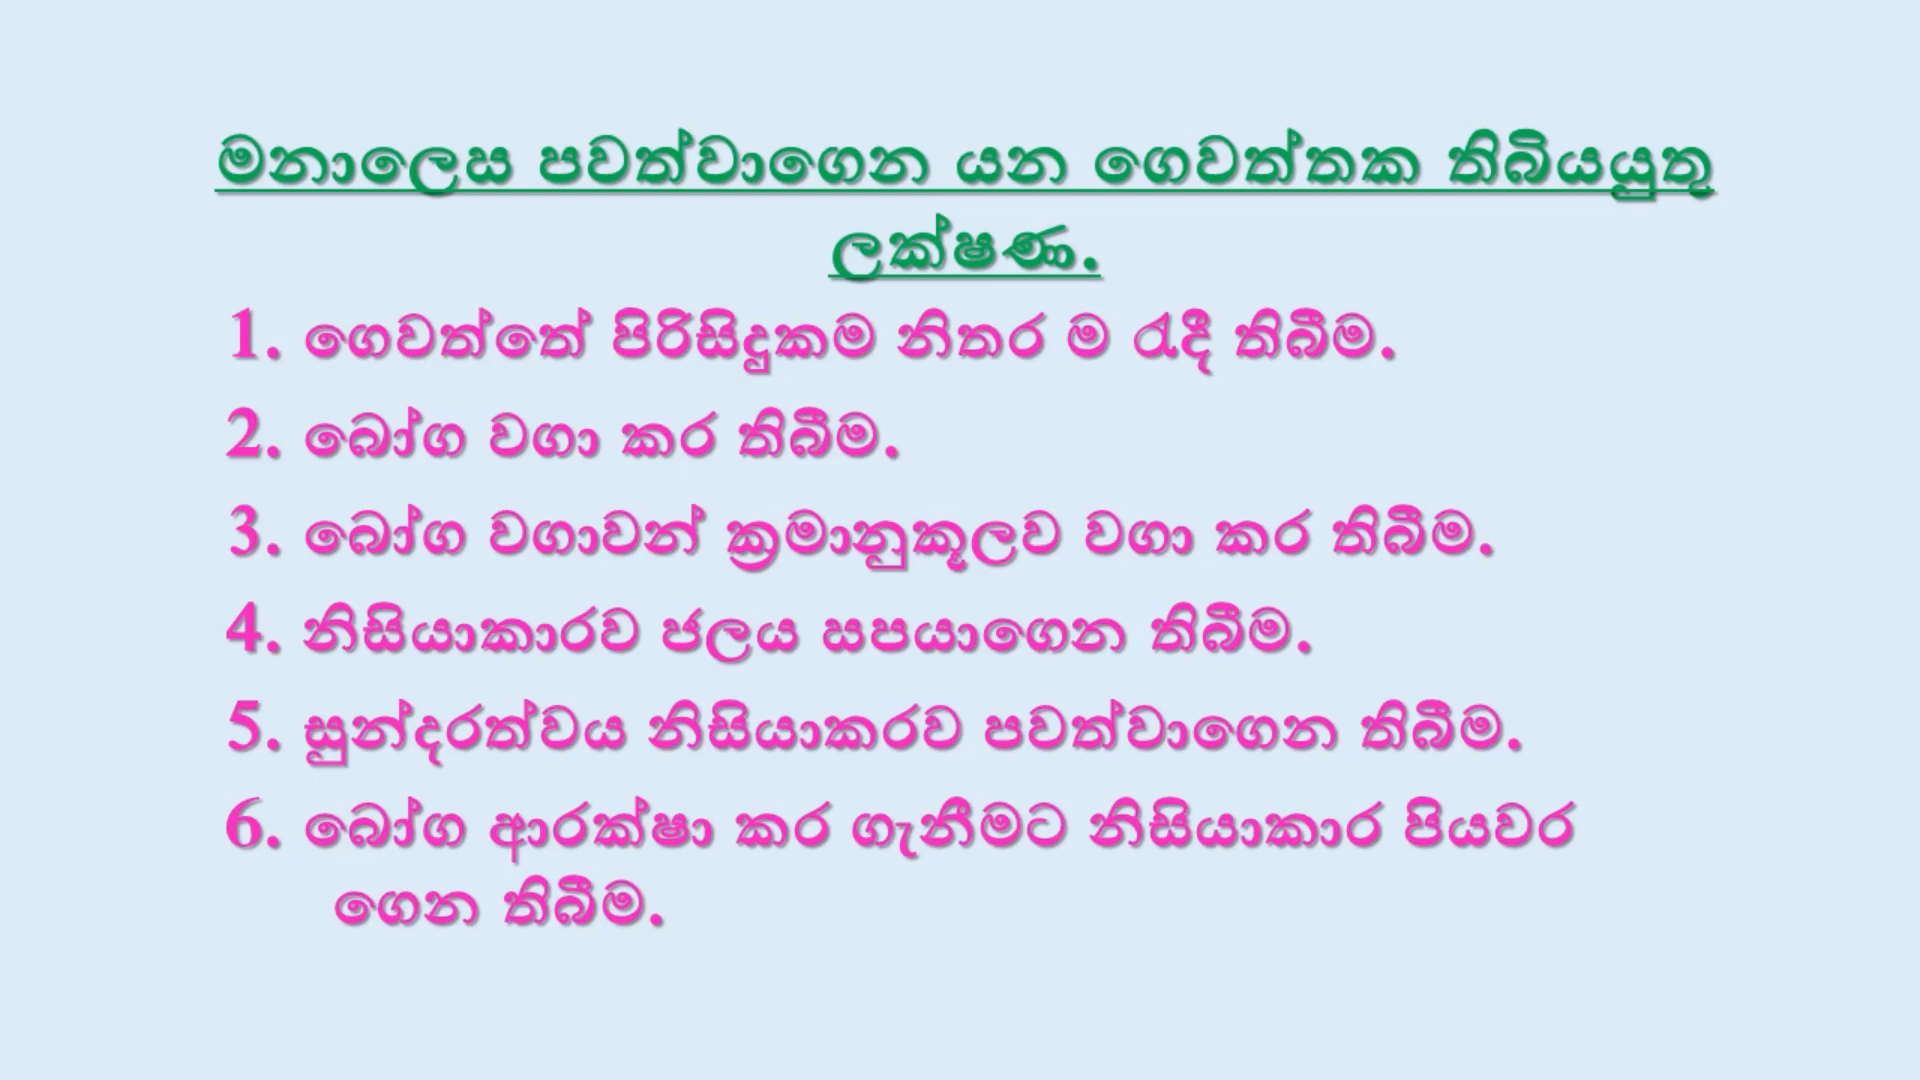 මනාලෙස පවත්වාගෙන යන ගෙවත්තක තිබියයුතු
ලක්ෂණ.
1. ගෙවත්තේ පිරිසිදුකම නිතර ම රැදී තිබීම.
2. බෝග වගා කර තිබීම.
3. බෝග වගාවන් ක්‍රමානුකූලව වගා කර තිබීම.
4. නිසියාකාරව ජලය සපයාගෙන තිබීම.
5. සුන්දරත්වය නිසියාකරව පවත්වාගෙන තිබීම.
6. බෝග ආරක්ෂා කර ගැනීමට නිසියාකාර පියවර
ගෙන තිබීම.